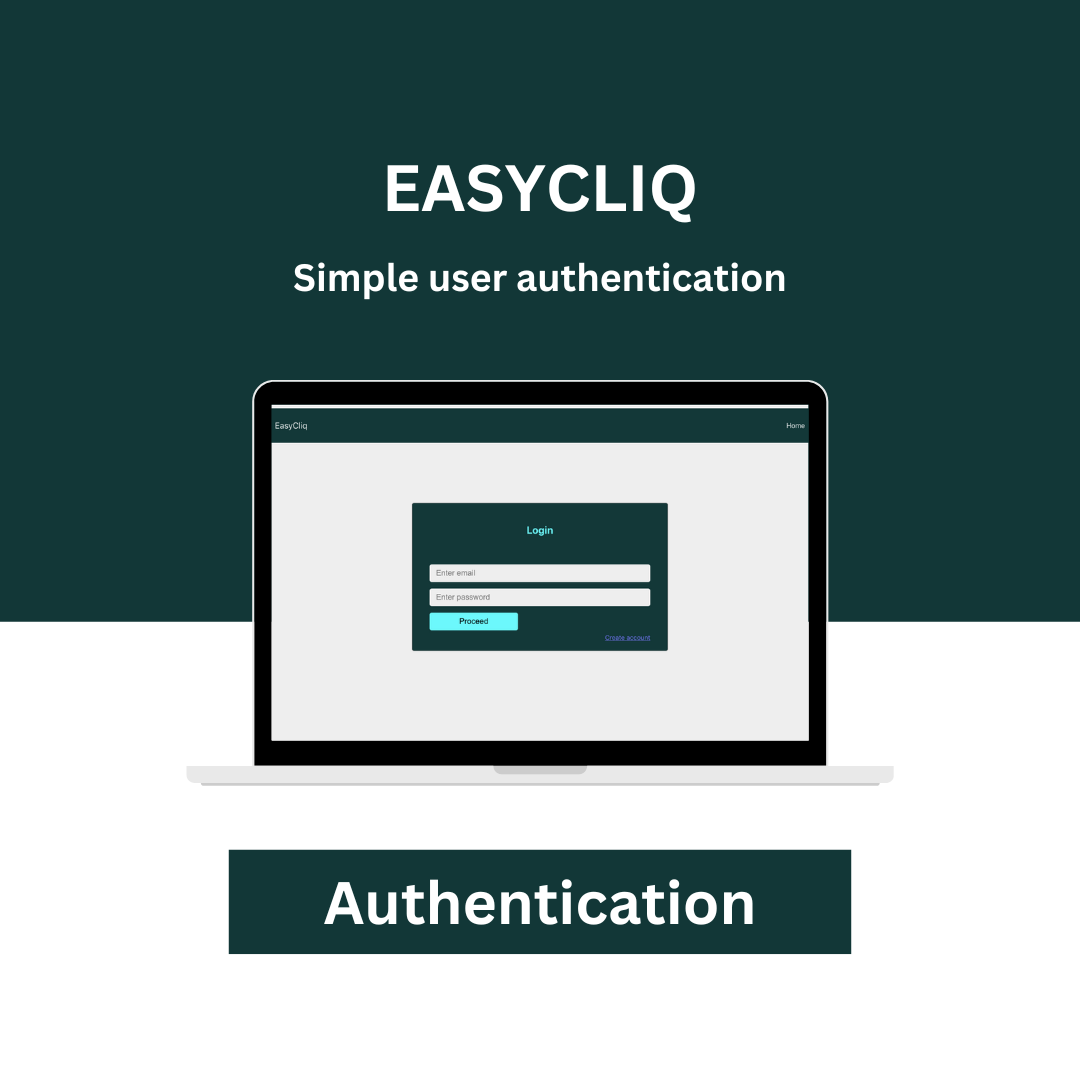 EASYCLIQ
Simple user authentication
EasyCliq
Home
Login
Enter email
Enter password
Proceed
Create account
Authentication